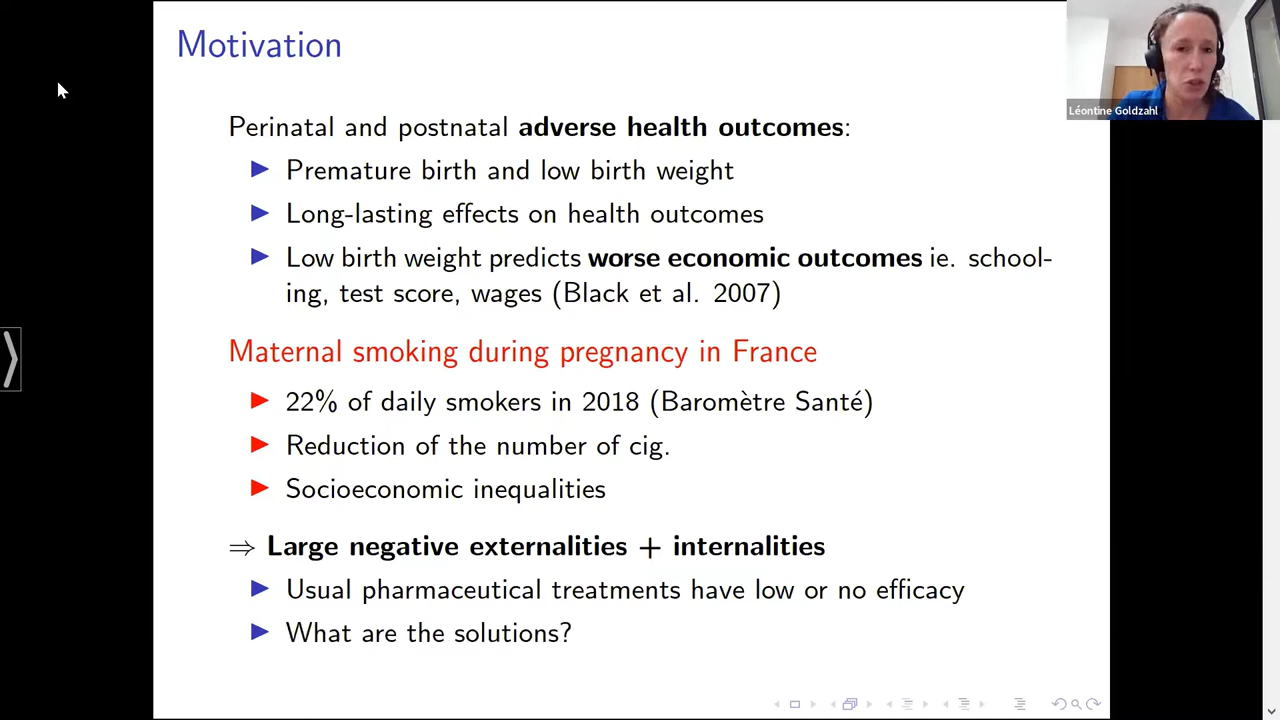 Motivation
Léontine Goldzahl
Perinatal and postnatal adverse health outcomes:
Premature birth and low birth weight
Long-lasting effects on health outcomes
Low birth weight predicts worse economic outcomes ie. school-
ing, test score, wages (Black et al. 2007)
Maternal smoking during pregnancy in France
22% of daily smokers in 2018 (Baromètre Santé)
Reduction of the number of cig.
Socioeconomic inequalities
⇒ Large negative externalities + internalities
Usual pharmaceutical treatments have low or no efficacy
What are the solutions?